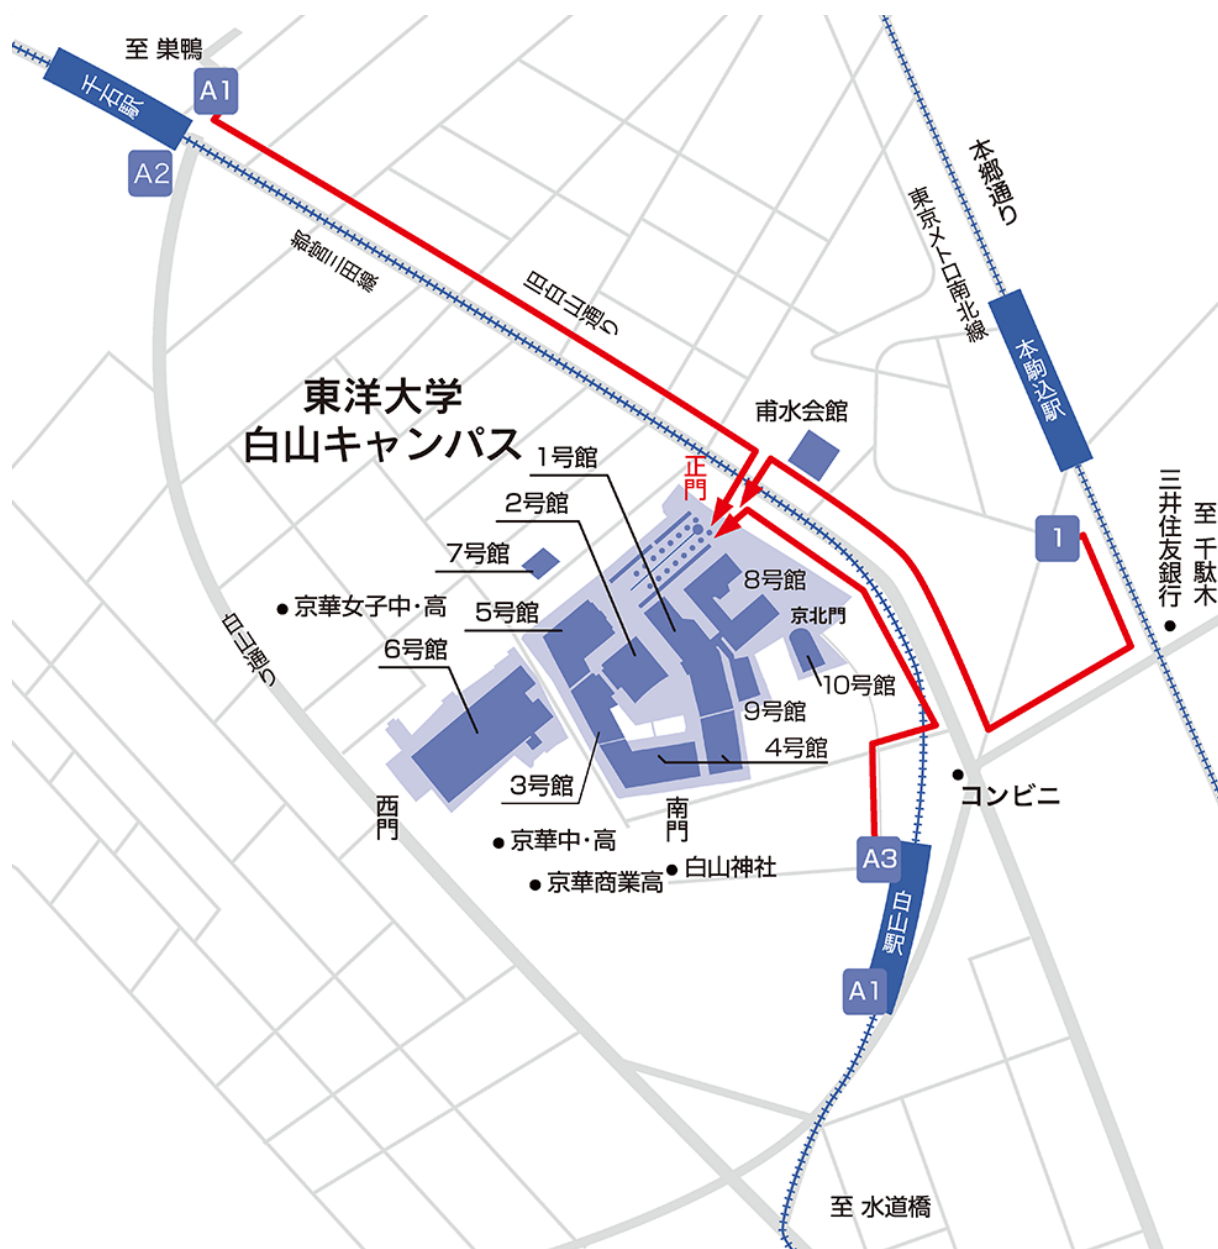 至 巣鴨
A1
千石駅
A2
本郷通り
東京メトロ南北線
都営三田線
旧白山通り
本駒込駅
東洋大学
白山キャンパス
甫水会館
1号館
正門
2号館
7号館
1
三井住友銀行
至 千駄木
8号館
京華女子中・高
5号館
京北門
白山通り
6号館
10号館
9号館
4号館
3号館
コンビニ
西門
南門
京華中・高
A3
白山神社
京華商業高
白山駅
A1
至 水道橋